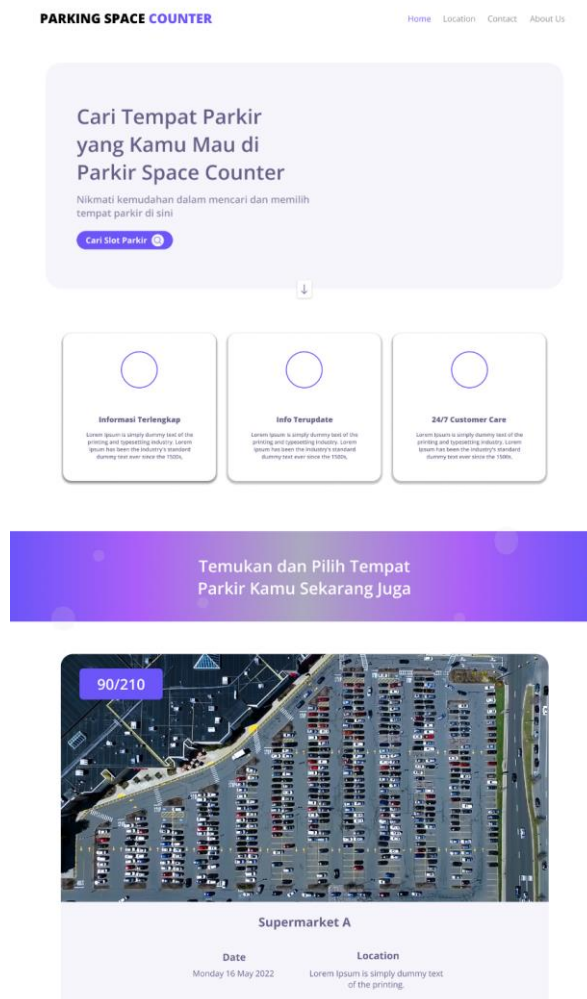 PARKING SPACE COUNTER
Home Location Contact About Us
Cari Tempat Parkir
yang Kamu Mau di
Parkir Space Counter
Nikmati kemudahan dalam mencari dan memilih
tempat parkir di sini
Cari Slot Parkir
Informasi Terlengkap
Lorem Ipsum is simply dummy text of the
printing and typesetting industry. Lorem
Ipsum has been the industry's standard
dummy text ever since the 1500s,
Info Terupdate
Lorem Ipsum is simply dummy text of the
printing and typesetting industry. Lorem
Ipsum has been the industry's standard
dummy text ever since the 1500s,
24/7 Customer Care
Lorem Ipsum is simply dummy text of the
printing and typesetting industry. Lorem
Ipsum has been the industry's standard
dummy text ever since the 1500s,
Temukan dan Pilih Tempat
Parkir Kamu Sekarang Juga
90/210
Supermarket A
Date
Monday 16 May 2022
Location
Lorem Ipsum is simply dummy text
of the printing.